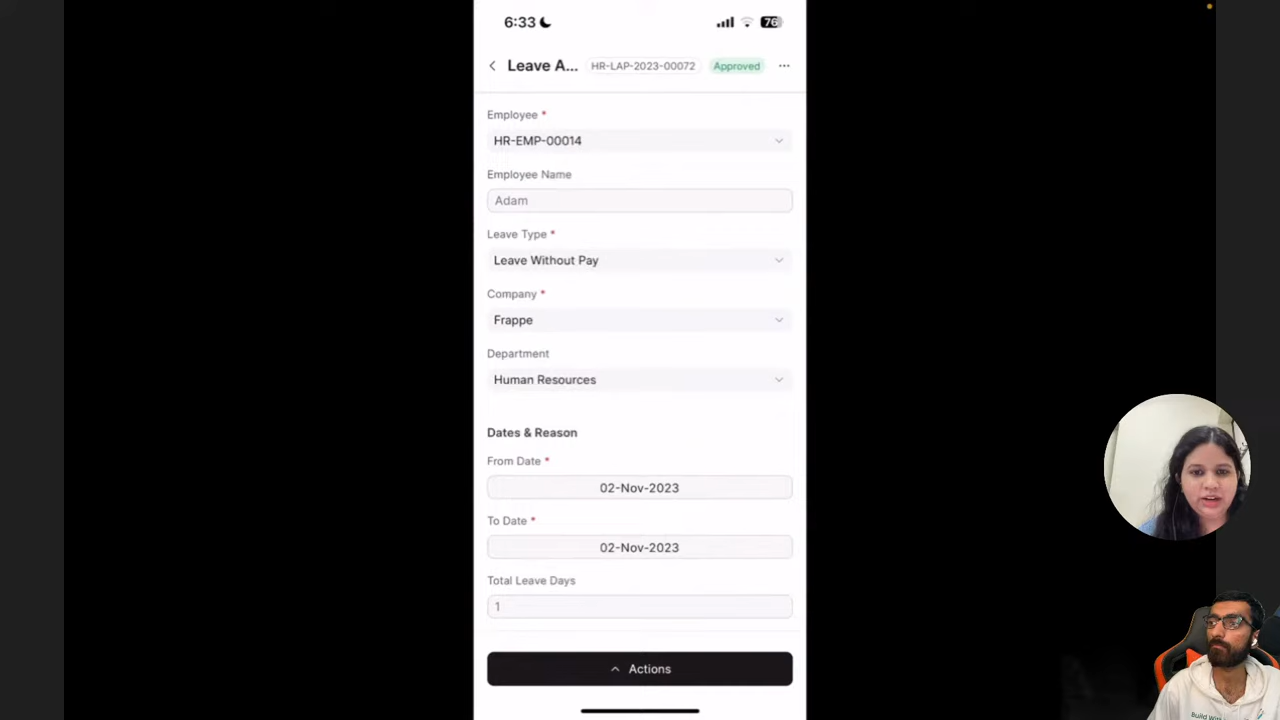 6:33
76
Leave A... HR-LAP-2023-00072 Approved ...
Employee *
HR-EMP-00014
Employee Name
Adam
Leave Type *
Leave Without Pay
Company *
Frappe
Department
Human Resources
Dates & Reason
From Date *
02-Nov-2023
To Date *
02-Nov-2023
Total Leave Days
1
Actions
Build Wit